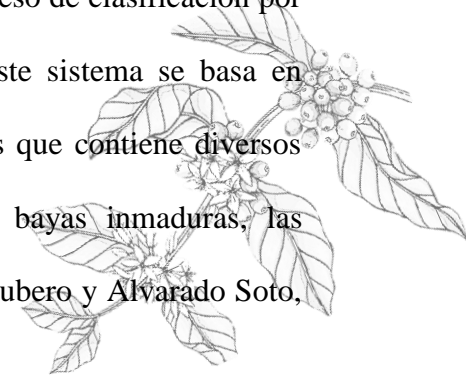 eso de clasificación por
ste sistema se basa en
s que contiene diversos
bayas inmaduras, las
ubero y Alvarado Soto,